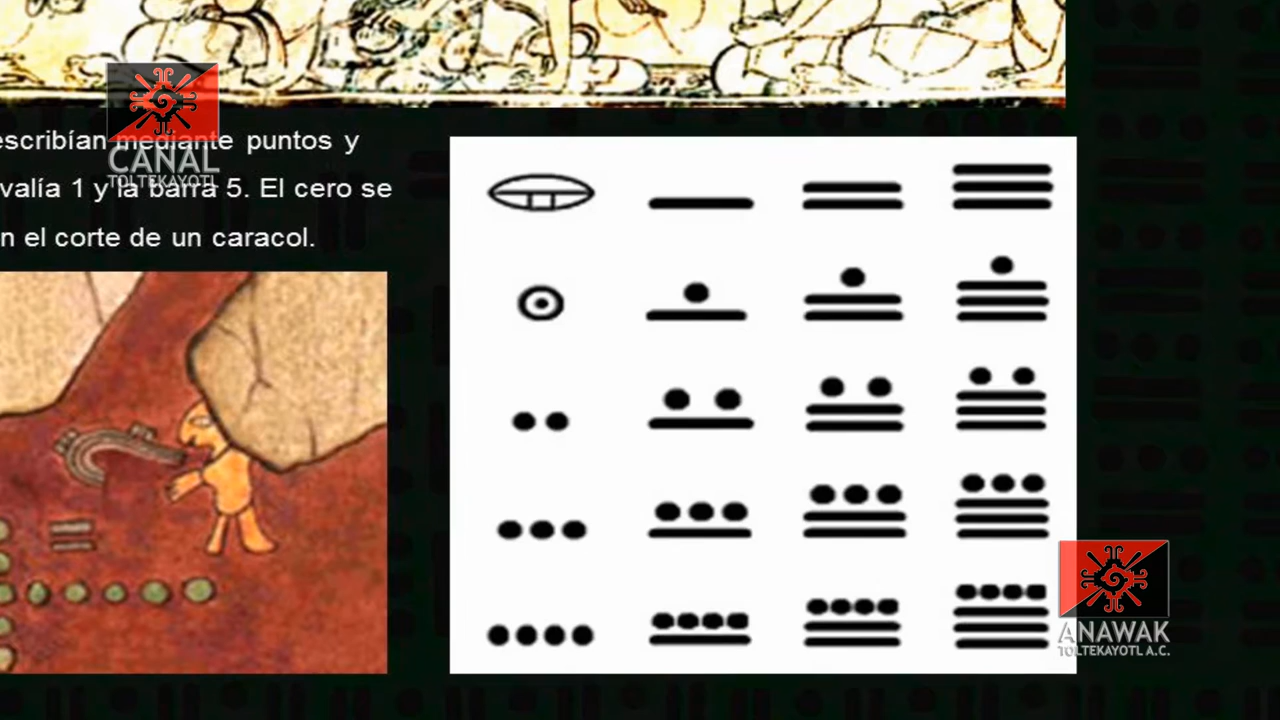 escribían mediante puntos y
valía 1 y la barra 5. El cero se
n el corte de un caracol.
CANAL
TOLTEKAYOTL
ANAWAK
TOLTEKAYOTL A.C.